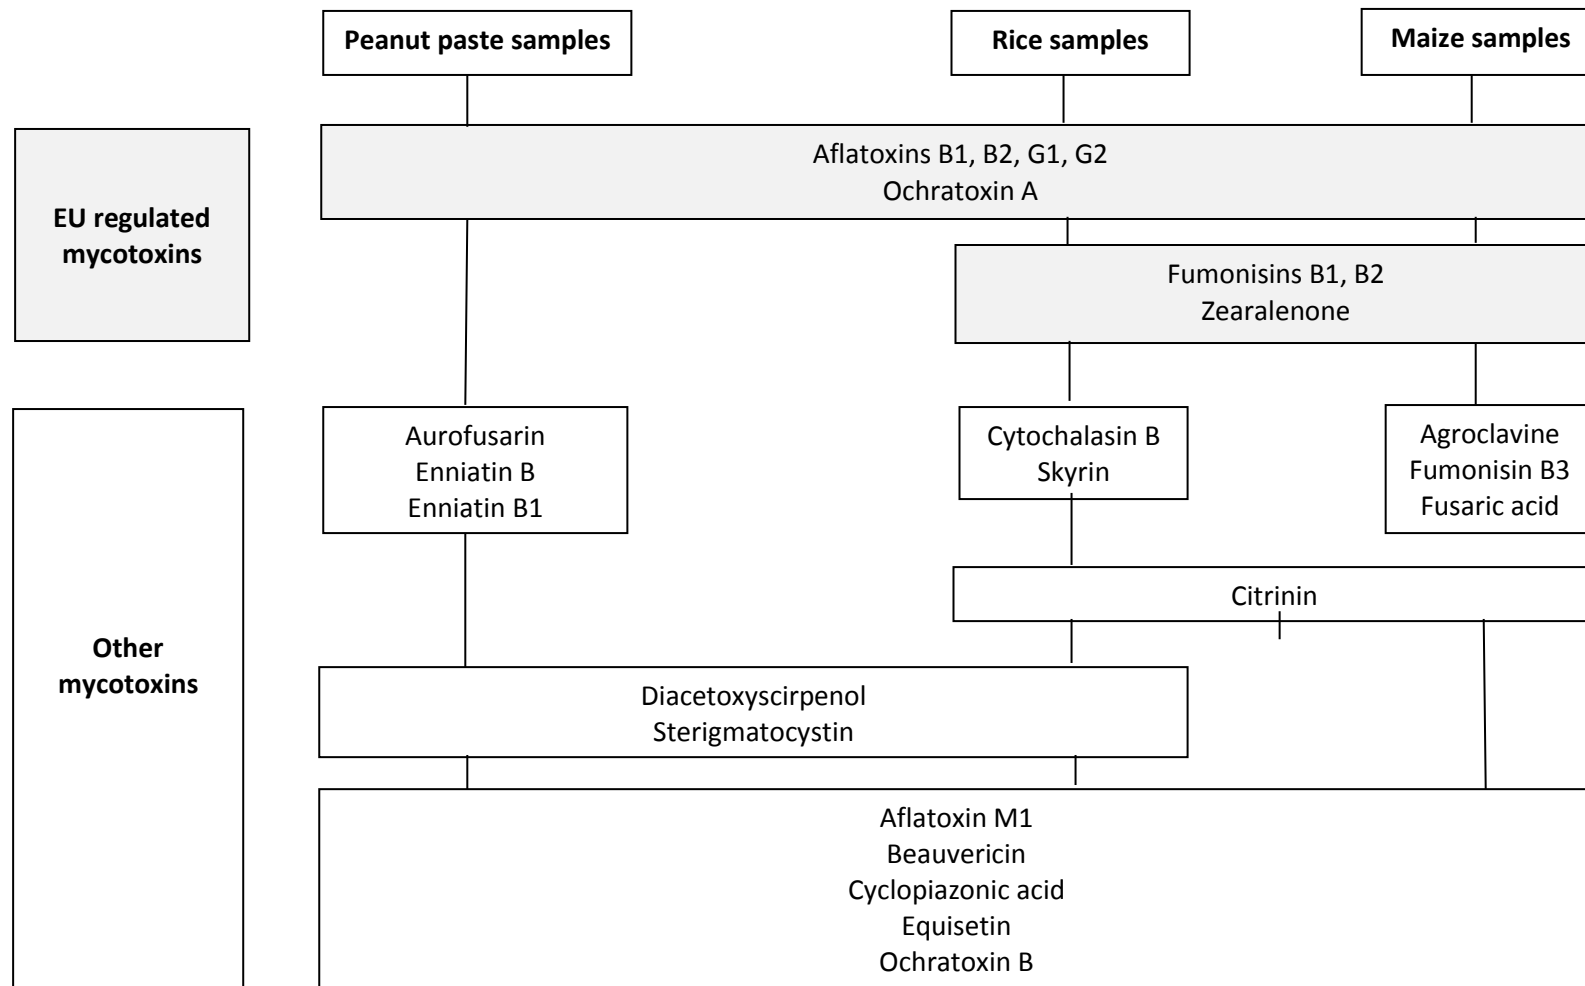 Peanut paste samples
Rice samples
Maize samples
EU regulated
mycotoxins
Aflatoxins B1, B2, G1, G2
Ochratoxin A
Fumonisins B1, B2
Zearalenone
Other
mycotoxins
Aurofusarin
Enniatin B
Enniatin B1
Cytochalasin B
Skyrin
Agroclavine
Fumonisin B3
Fusaric acid
Citrinin
Diacetoxyscirpenol
Sterigmatocystin
Aflatoxin M1
Beauvericin
Cyclopiazonic acid
Equisetin
Ochratoxin B